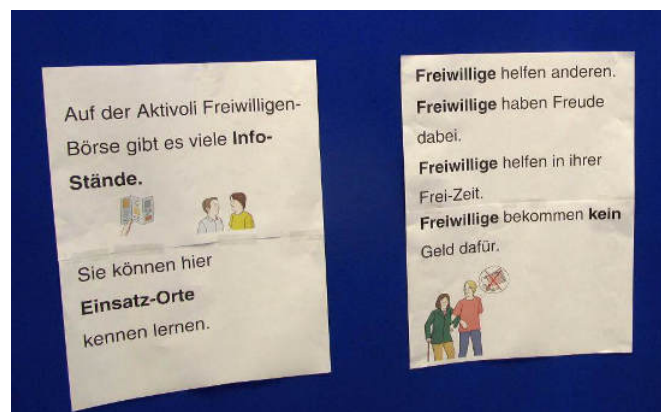 Auf der Aktivoli Freiwilligen-
Börse gibt es viele Info-
Stände.
Sie können hier
Einsatz-Orte
kennen lernen.
Freiwillige helfen anderen.
Freiwillige haben Freude
dabei.
Freiwillige helfen in ihrer
Frei-Zeit.
Freiwillige bekommen kein
Geld dafür.